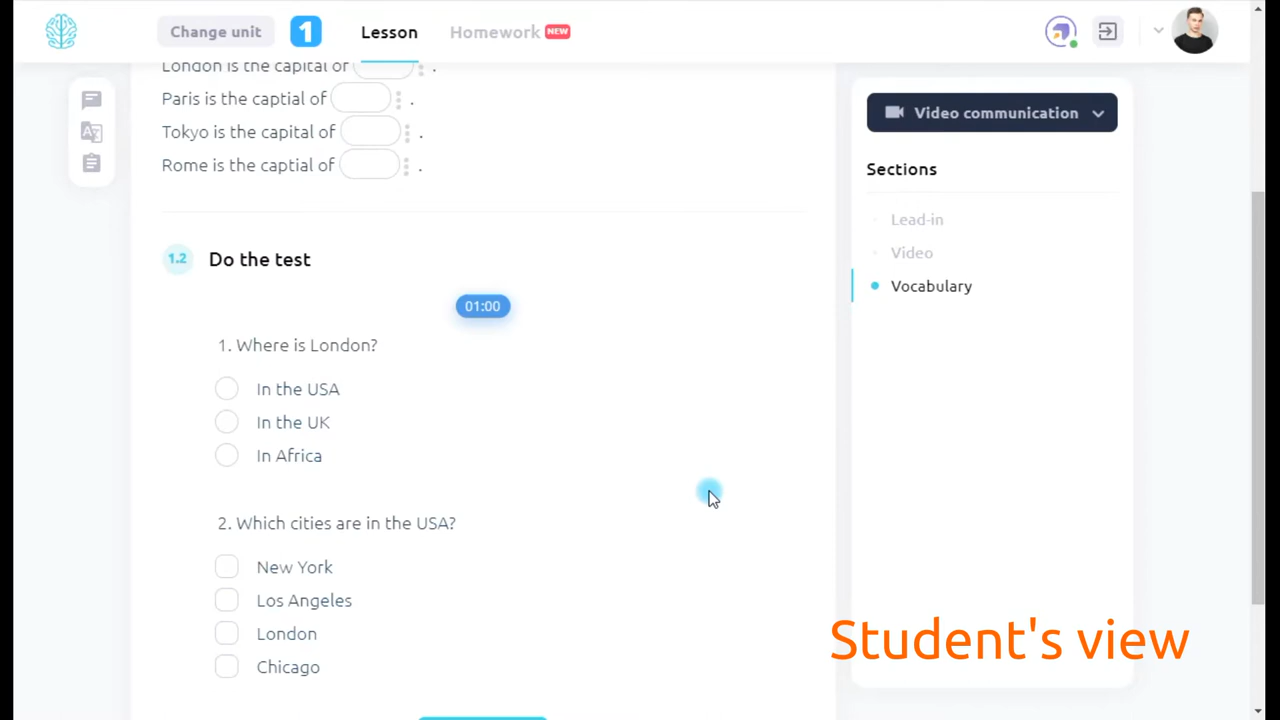 Change unit
1
Lesson
Homework NEW
London is the capital of .
Paris is the captial of .
Tokyo is the capital of .
Rome is the captial of .
1.2 Do the test
01:00
1. Where is London?
In the USA
In the UK
In Africa
2. Which cities are in the USA?
New York
Los Angeles
London
Chicago
Video communication
Sections
Lead-in
Video
Vocabulary
Student's view